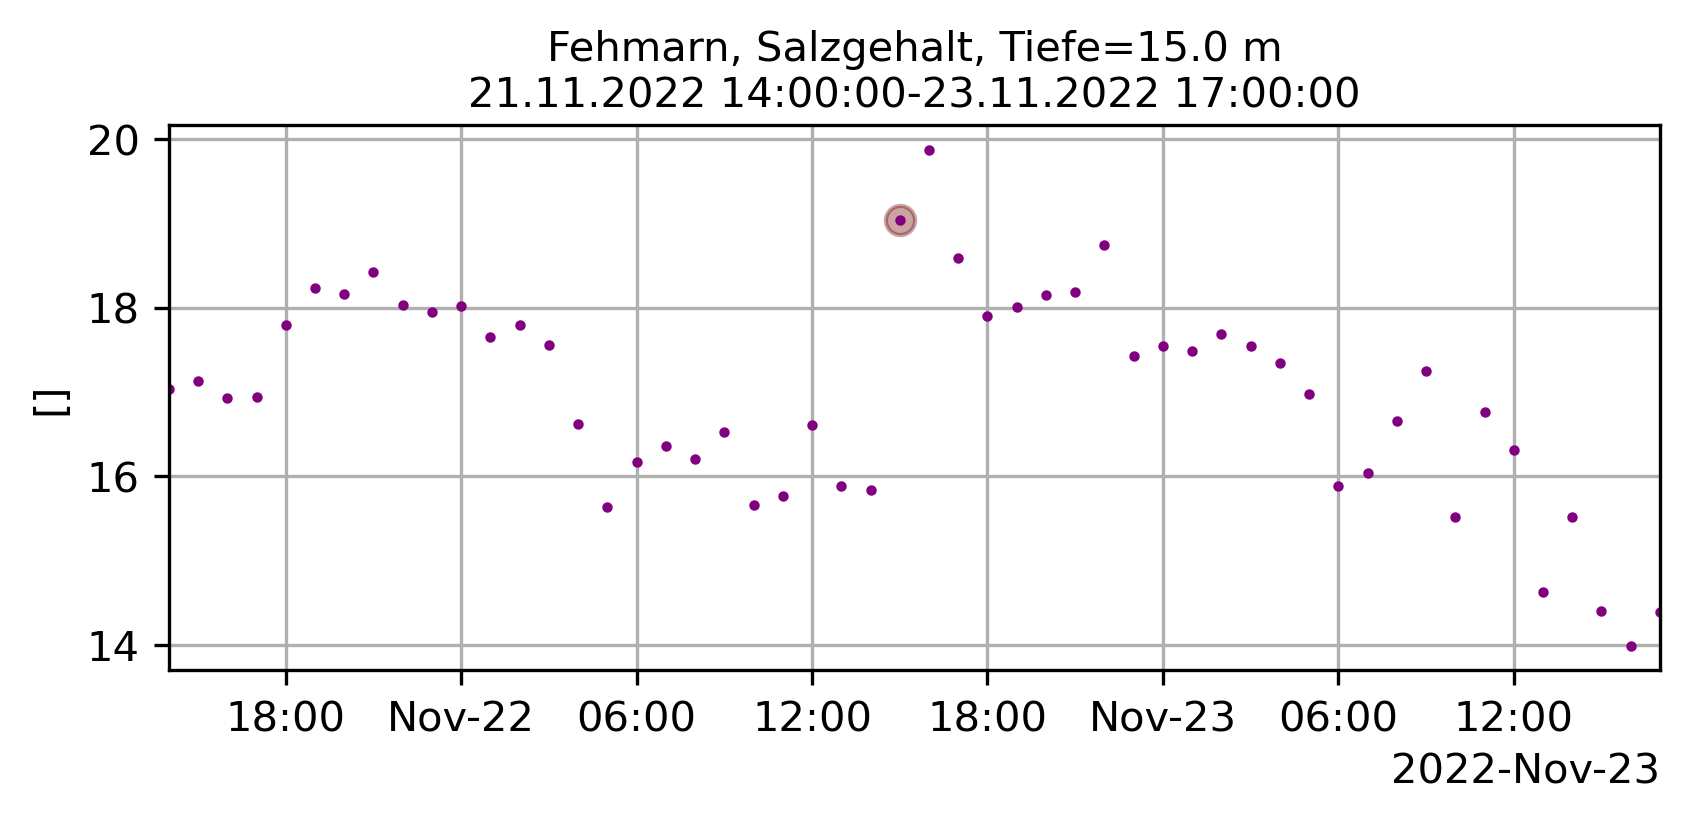 Fehmarn, Salzgehalt, Tiefe=15.0 m
21.11.2022 14:00:00-23.11.2022 17:00:00
20
18
16
14
[]
18:00 Nov-22 06:00 12:00 18:00 Nov-23 06:00 12:00
2022-Nov-23